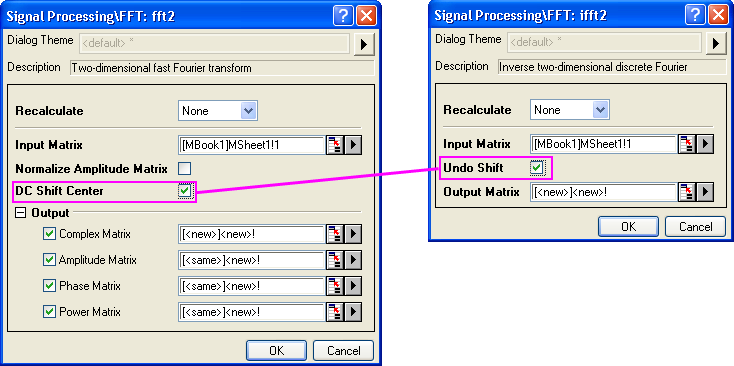 Signal Processing\FFT: fft2
Dialog Theme <default> *
Description Two-dimensional fast Fourier transform
Recalculate None
Input Matrix [MBook1]MSheet1!1
Normalize Amplitude Matrix
DC Shift Center
Output
Complex Matrix [<new>]<new>!
Amplitude Matrix [<same>]<new>!
Phase Matrix [<same>]<new>!
Power Matrix [<same>]<new>!
OK Cancel
Signal Processing\FFT: ifft2
Dialog Theme <default> *
Description Inverse two-dimensional discrete Fourier
Recalculate None
Input Matrix [MBook1]MSheet1!1
Undo Shift
Output Matrix [<new>]<new>!
OK Cancel